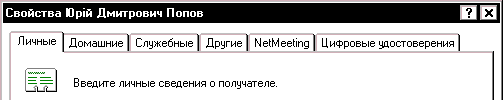 Свойства Юрій Дмитрович Попов
Личные Домашние Служебные Другие NetMeeting Цифровые удостоверения
Введите личные сведения о получателе.